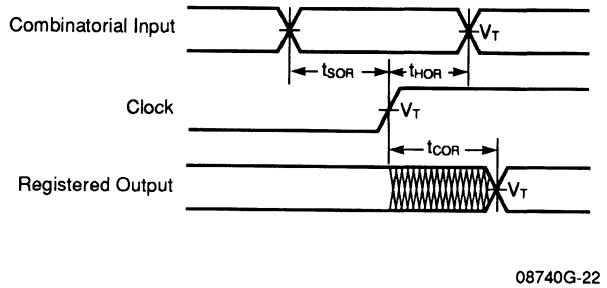 Combinatorial Input
VT
tSOR
tHOR
Clock
VT
tCOR
Registered Output
VT
08740G-22